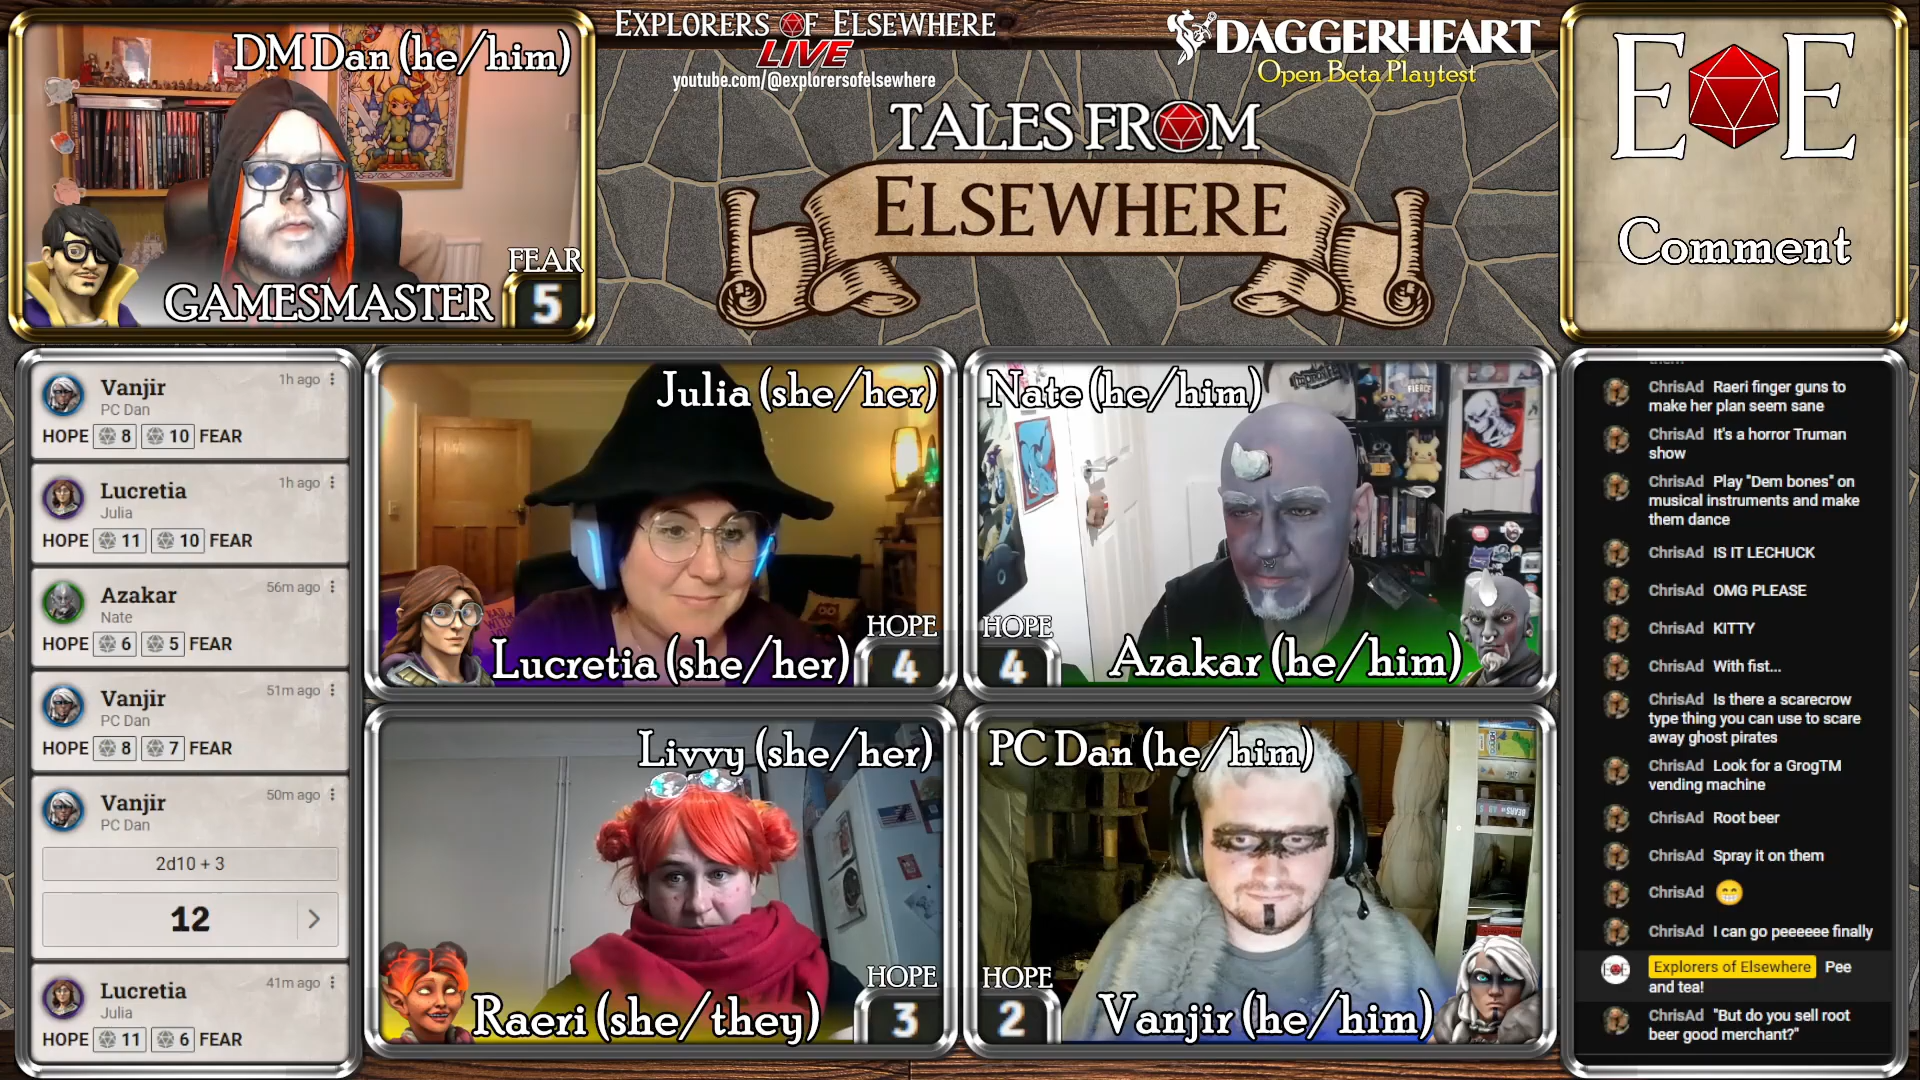 DM Dan (he/him)
GAMESMASTER
FEAR
5
EXPLORERS OF ELSEWHERE
LIVE
youtube.com/@explorersofelsewhere
DAGGERHEART
Open Beta Playtest
TALES FROM
ELSEWHERE
E E
Comment
Vanjir
1h ago
PC Dan
HOPE 8 10 FEAR
Lucretia
1h ago
Julia
HOPE 11 10 FEAR
Azakar
56m ago
Nate
HOPE 6 5 FEAR
Vanjir
51m ago
PC Dan
HOPE 8 7 FEAR
Vanjir
50m ago
PC Dan
2d10 + 3
12
Lucretia
41m ago
Julia
HOPE 11 6 FEAR
Julia (she/her)
Lucretia (she/her)
HOPE
4
Nate (he/him)
HOPE
4
Azakar (he/him)
Livvy (she/her)
Raeri (she/they)
HOPE
3
PC Dan (he/him)
HOPE
2
Vanjir (he/him)
ChrisAd Raeri finger guns to
make her plan seem sane
ChrisAd It's a horror Truman
show
ChrisAd Play "Dem bones" on
musical instruments and make
them dance
ChrisAd IS IT LECHUCK
ChrisAd OMG PLEASE
ChrisAd KITTY
ChrisAd With fist...
ChrisAd Is there a scarecrow
type thing you can use to scare
away ghost pirates
ChrisAd Look for a GrogTM
vending machine
ChrisAd Root beer
ChrisAd Spray it on them
ChrisAd 😁
ChrisAd I can go peeeeee finally
Explorers of Elsewhere Pee
and tea!
ChrisAd "But do you sell root
beer good merchant?"